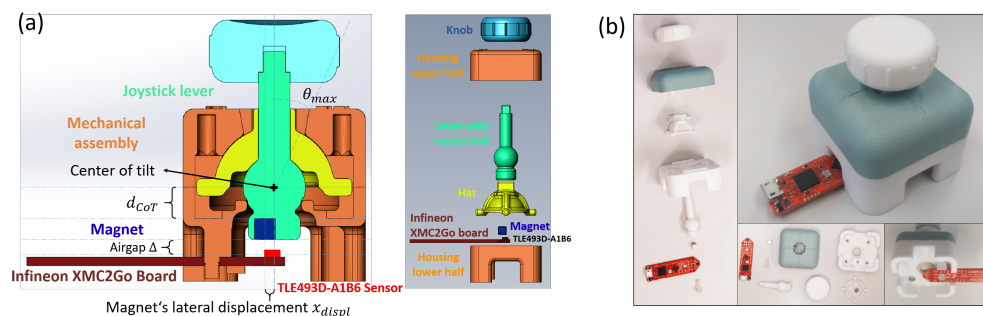 (a)
Joystick lever
θmax
Mechanical
assembly
Center of tilt
dCoT
Magnet
Airgap Δ
Infineon XMC2Go Board
TLE493D-A1B6 Sensor
Magnet‘s lateral displacement xdispl
Knob
Housing
upper half
Lever with
center ball
Hat
Infineon
XMC2Go board
Magnet
TLE493D-A1B6
Housing
lower half
(b)